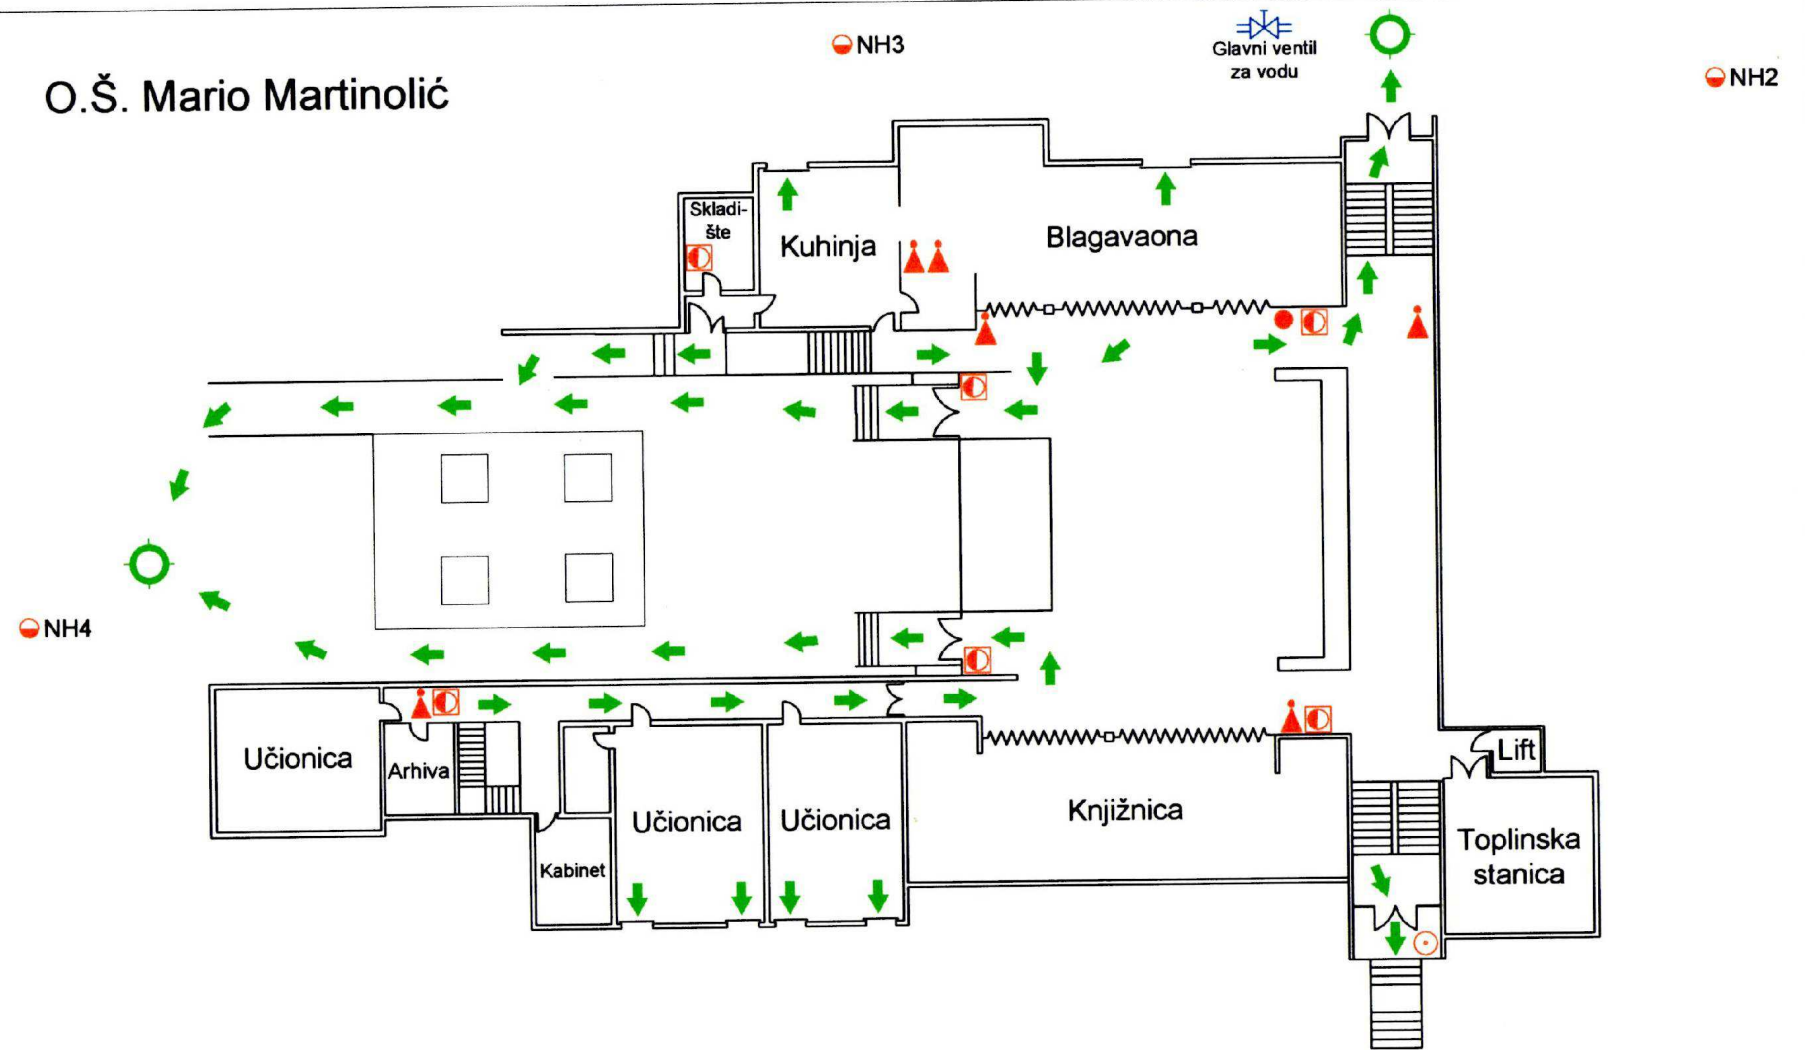 NH3
Glavni ventil
za vodu
NH2
O.Š. Mario Martinolić
Skladi-
šte
Kuhinja
Blagavaona
NH4
Učionica
Arhiva
Kabinet
Učionica
Učionica
Knjižnica
Lift
Toplinska
stanica